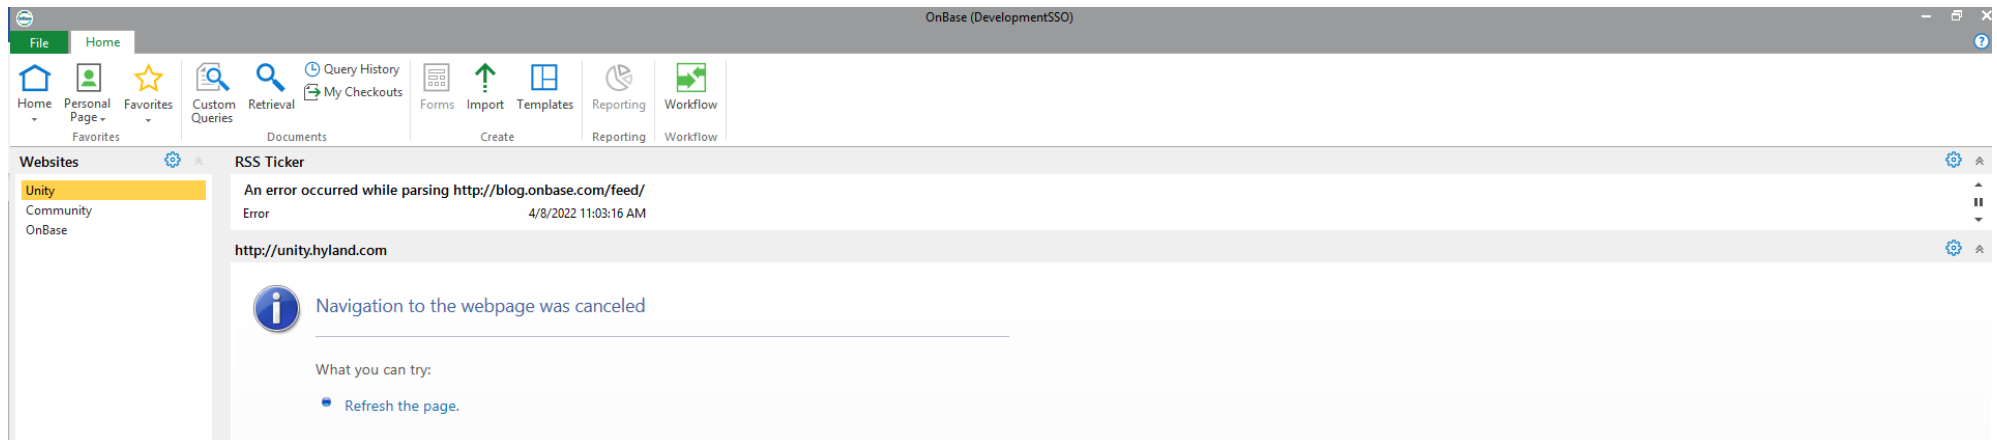 OnBase (DevelopmentSSO)
File Home
Query History
My Checkouts
Home Personal Page Favorites Custom Queries Retrieval Forms Import Templates Reporting Workflow
Favorites Documents Create Reporting Workflow
Websites
Unity
Community
OnBase
RSS Ticker
An error occurred while parsing http://blog.onbase.com/feed/
Error 4/8/2022 11:03:16 AM
http://unity.hyland.com
Navigation to the webpage was canceled
What you can try:
Refresh the page.